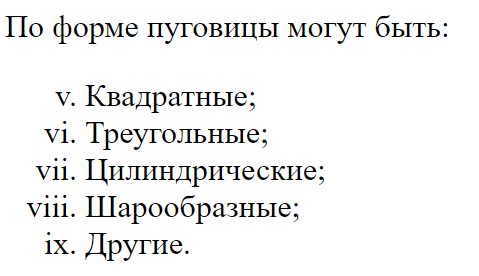 По форме пуговицы могут быть:
v. Квадратные;
vi. Треугольные;
vii. Цилиндрические;
viii. Шарообразные;
ix. Другие.